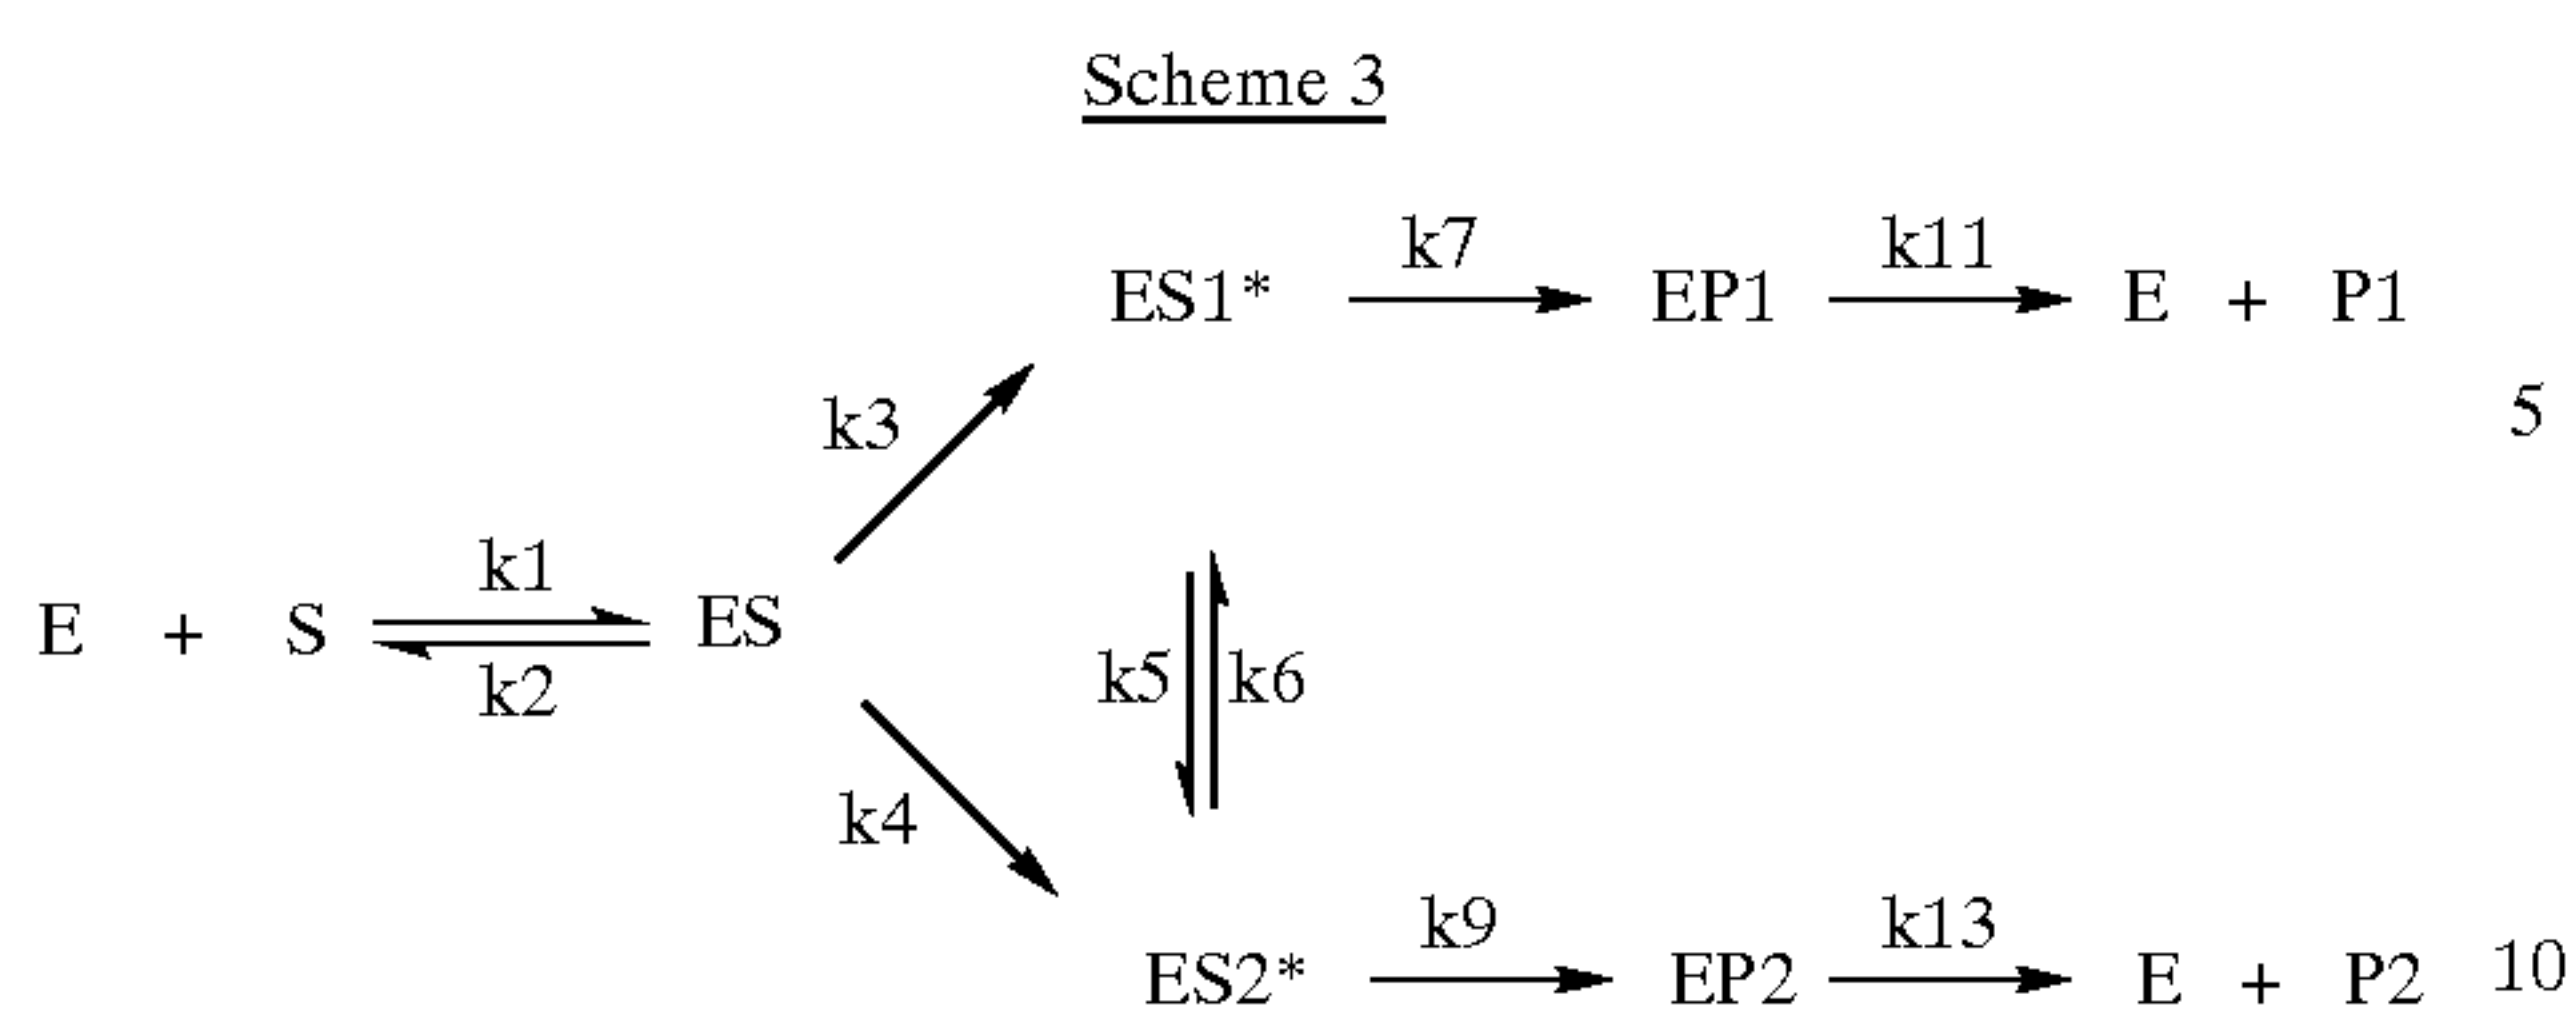 Scheme 3
ES1* k7 EP1 k11 E + P1
k3 5
E + S k1 k2 ES k5 k6
k4
ES2* k9 EP2 k13 E + P2 10